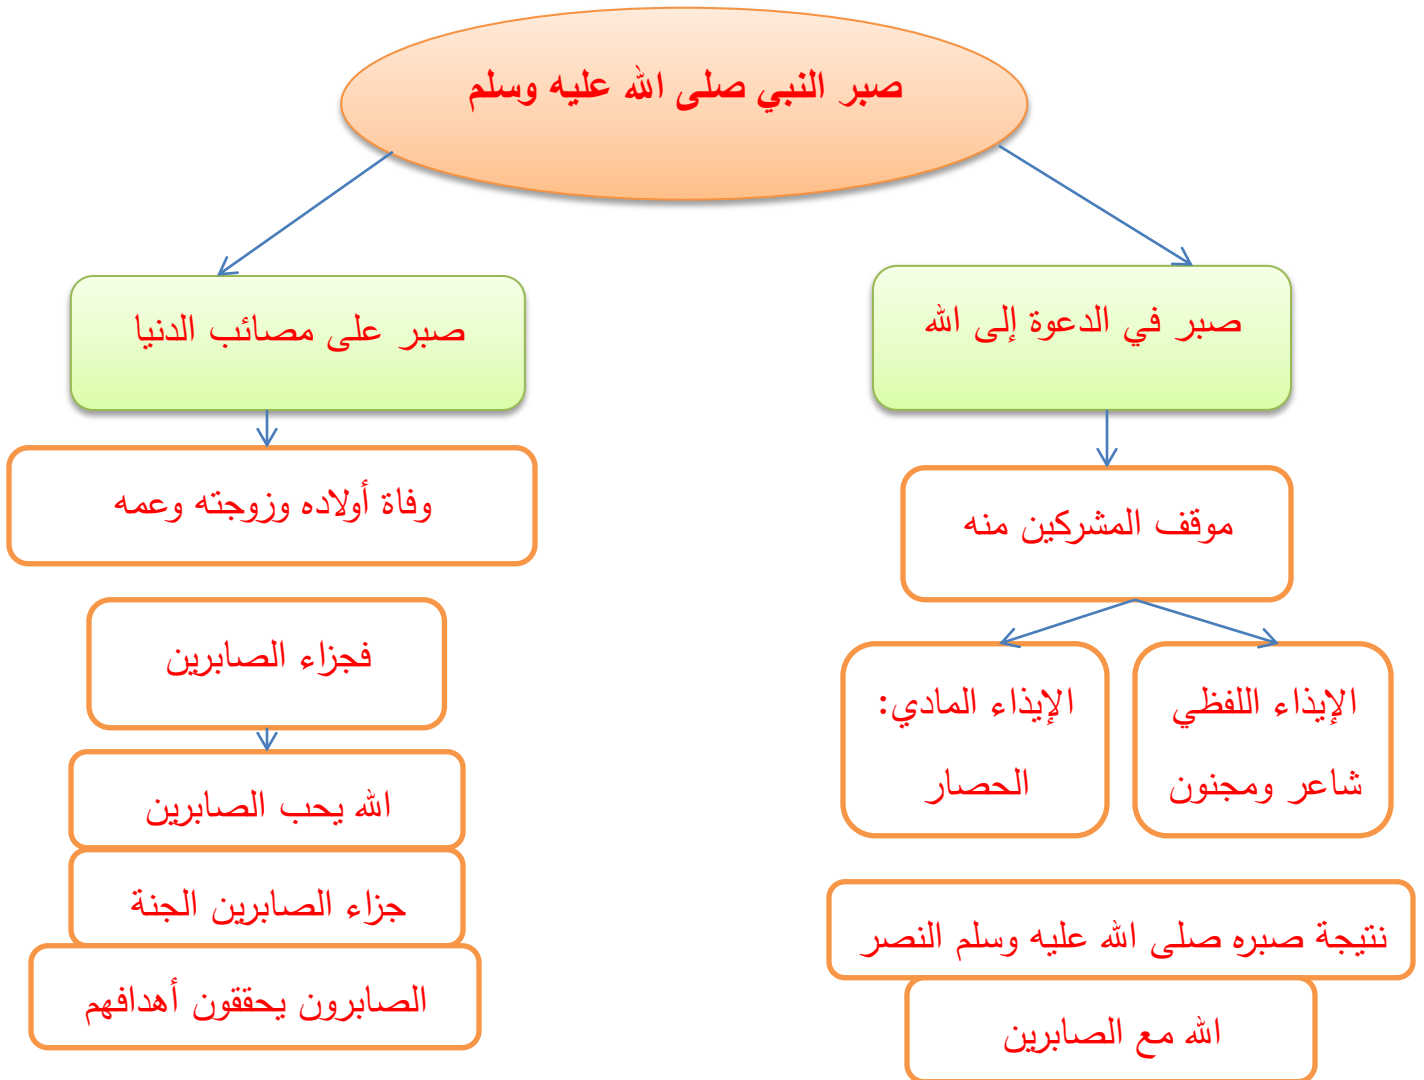 صبر النبي صلى الله عليه وسلم
صبر في الدعوة إلى الله
موقف المشركين منه
الإيذاء اللفظي
شاعر ومجنون
الإيذاء المادي:
الحصار
نتيجة صبره صلى الله عليه وسلم النصر
الله مع الصابرين
صبر على مصائب الدنيا
وفاة أولاده وزوجته وعمه
فجزاء الصابرين
الله يحب الصابرين
جزاء الصابرين الجنة
الصابرون يحققون أهدافهم